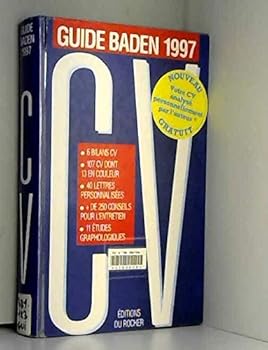 GUIDE BADEN 1997
NOUVEAU
Votre CV
analysé
personnellement
par l'auteur *
GRATUIT
CV
• 6 BILANS CV
• 107 CV DONT
13 EN COULEUR
• 40 LETTRES
PERSONNALISÉES
• + DE 250 CONSEILS
POUR L'ENTRETIEN
• 11 ÉTUDES
GRAPHOLOGIQUES
ÉDITIONS
DU ROCHER
GUIDE BADEN
1997
CV